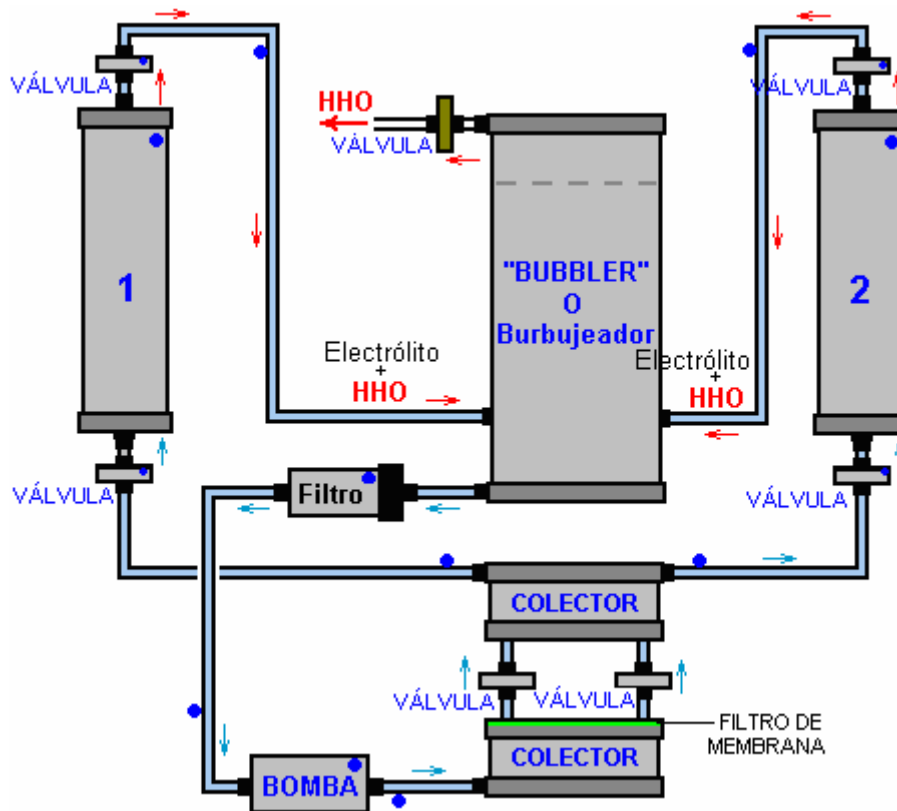 VÁLVULA
VÁLVULA
HHO
VÁLVULA
1
"BUBBLER"
O
Burbujeador
2
Electrólito
+
HHO
Electrólito
+
HHO
VÁLVULA
Filtro
VÁLVULA
COLECTOR
VÁLVULA
VÁLVULA
FILTRO DE
MEMBRANA
COLECTOR
BOMBA